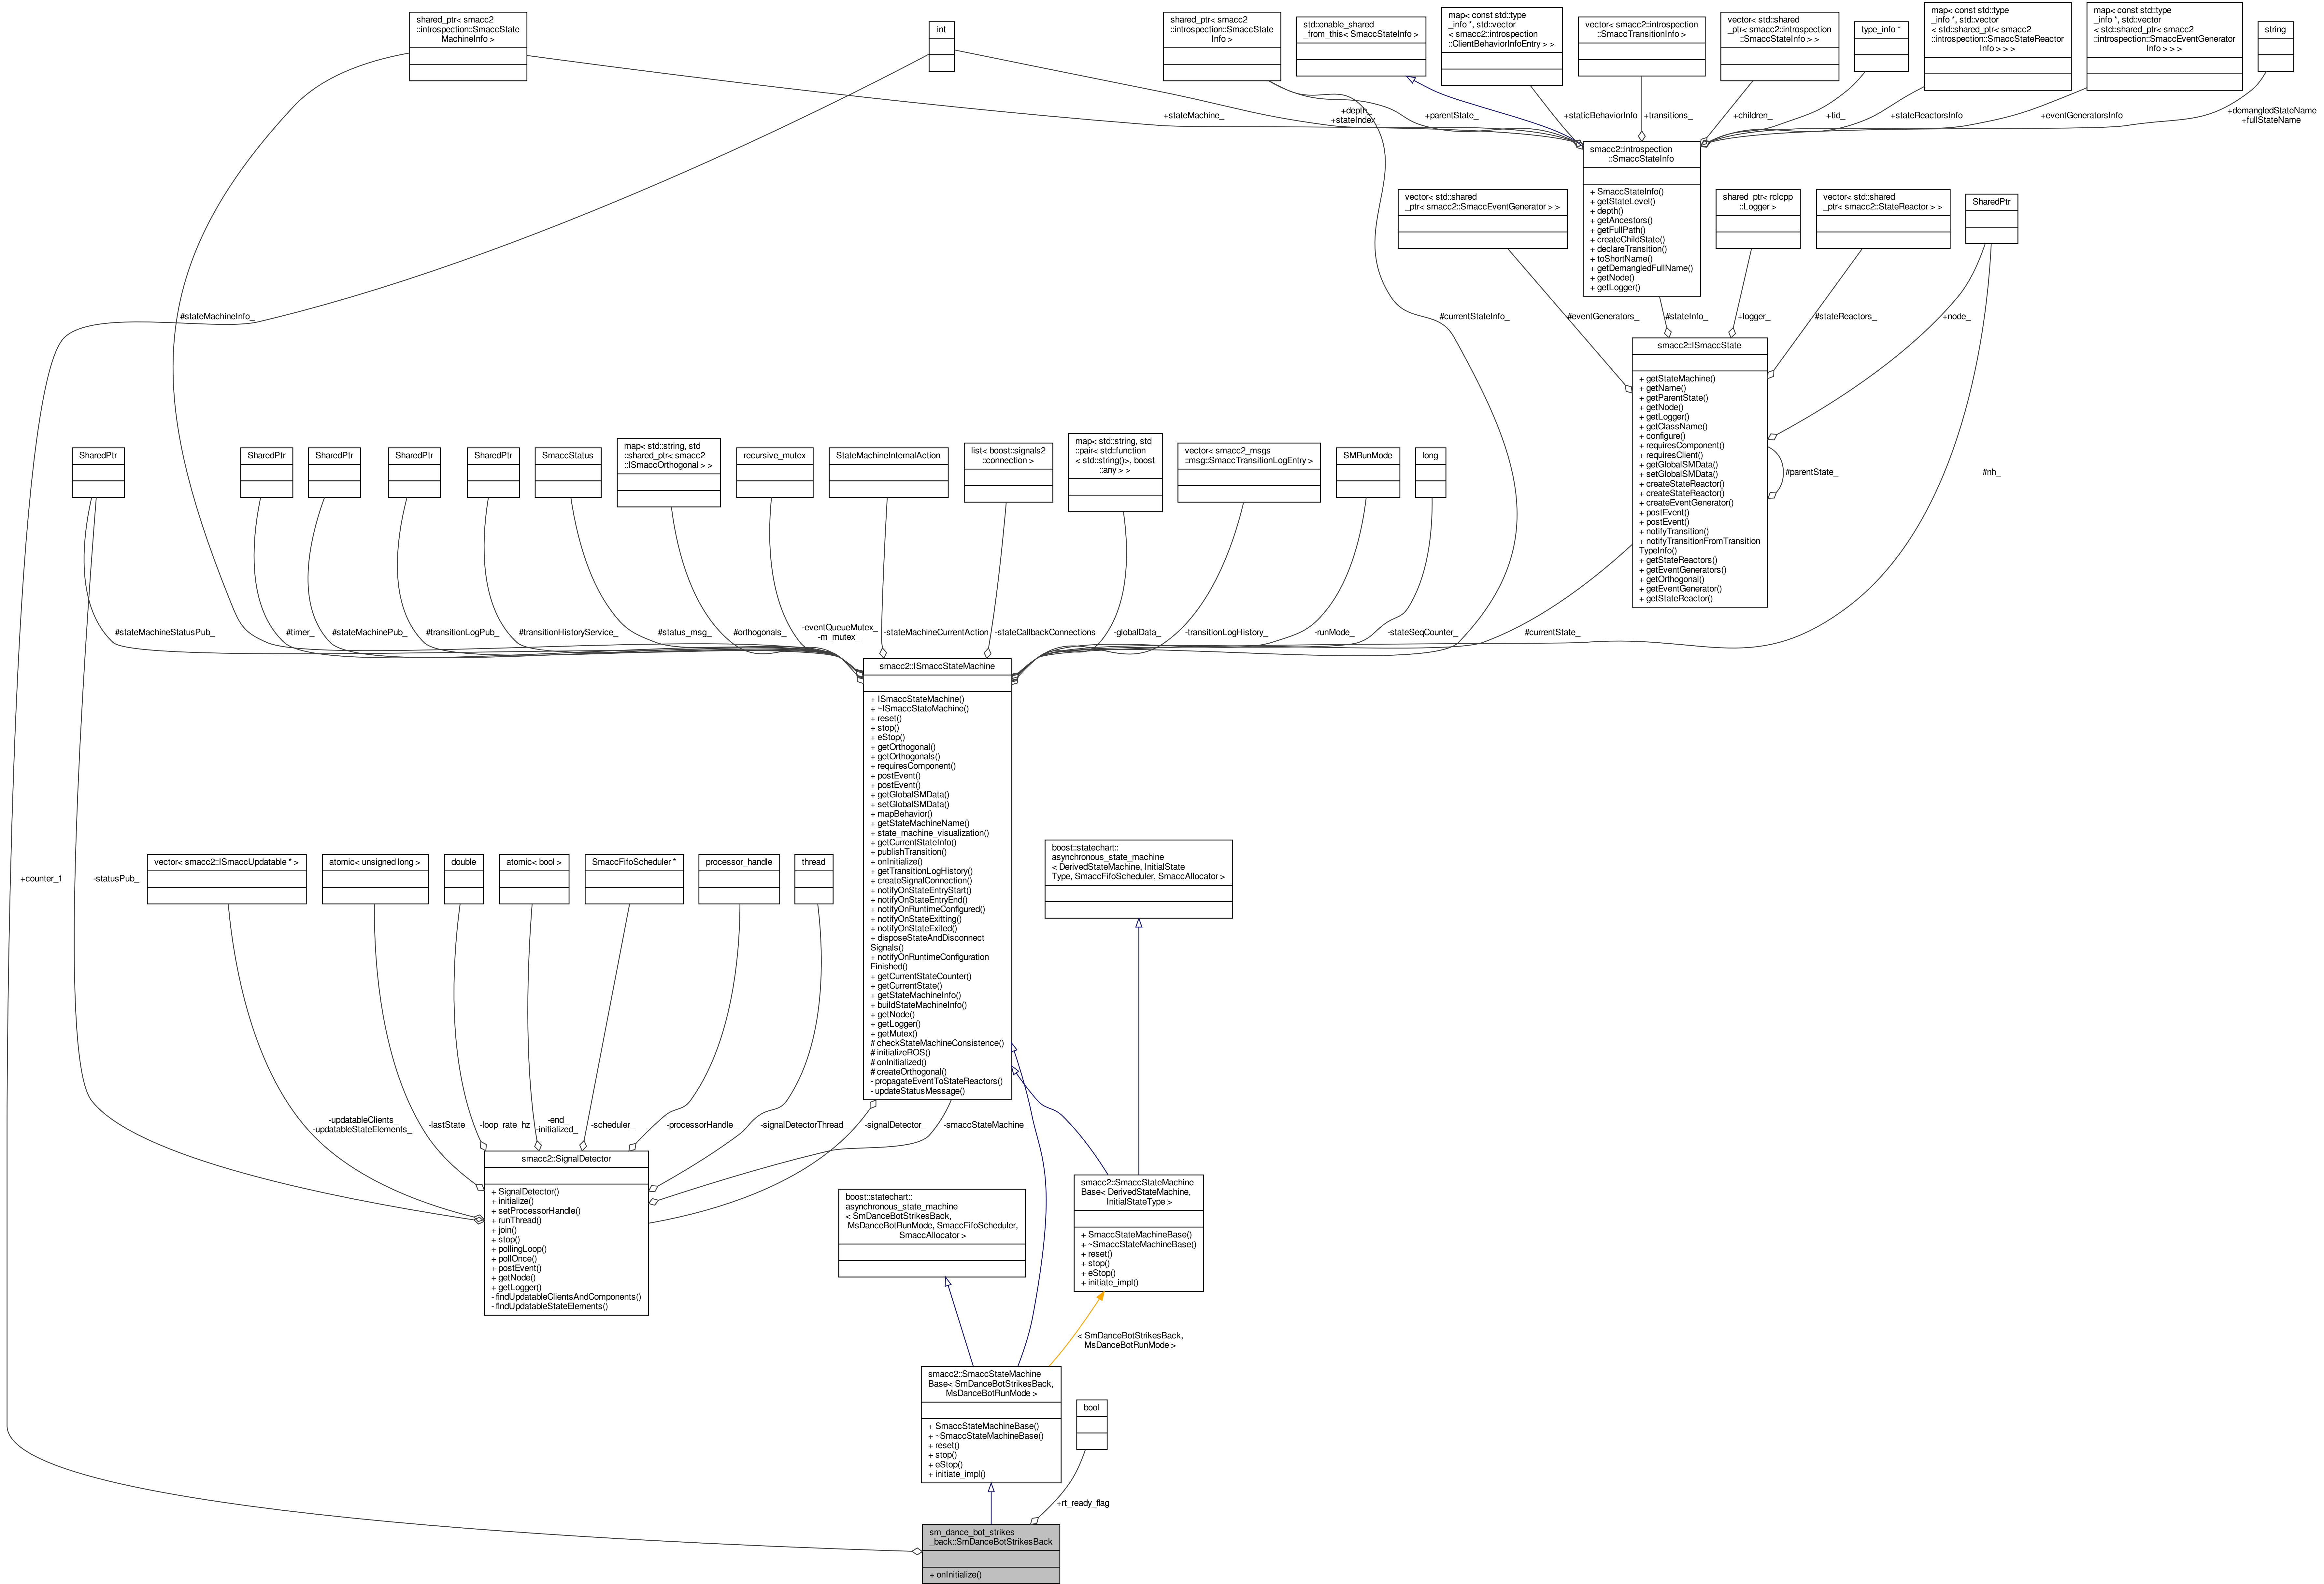 shared_ptr< smacc2
::introspection::SmaccState
MachineInfo >
int
shared_ptr< smacc2
::introspection::SmaccState
Info >
std::enable_shared
_from_this< SmaccStateInfo >
map< const std::type
_info *, std::vector
< smacc2::introspection
::ClientBehaviorInfoEntry > >
vector< smacc2::introspection
::SmaccTransitionInfo >
vector< std::shared
_ptr< smacc2::introspection
::SmaccStateInfo > >
type_info *
map< const std::type
_info *, std::vector
< std::shared_ptr< smacc2
::introspection::SmaccStateReactor
Info > > >
map< const std::type
_info *, std::vector
< std::shared_ptr< smacc2
::introspection::SmaccEventGenerator
Info > > >
string
+stateMachine_
+depth_
+stateIndex_
+parentState_
+staticBehaviorInfo
+transitions_
+children_
+tid_
+stateReactorsInfo
+eventGeneratorsInfo
+demangledStateName
+fullStateName
smacc2::introspection
::SmaccStateInfo
+ SmaccStateInfo()
+ getStateLevel()
+ depth()
+ getAncestors()
+ getFullPath()
+ createChildState()
+ declareTransition()
+ toShortName()
+ getDemangledFullName()
+ getNode()
+ getLogger()
vector< std::shared
_ptr< smacc2::SmaccEventGenerator > >
shared_ptr< rclcpp
::Logger >
vector< std::shared
_ptr< smacc2::StateReactor > >
SharedPtr
#stateMachineInfo_
#currentStateInfo_
#eventGenerators_
#stateInfo_
+logger_
#stateReactors_
+node_
smacc2::ISmaccState
+ getStateMachine()
+ getName()
+ getParentState()
+ getNode()
+ getLogger()
+ getClassName()
+ configure()
+ requiresComponent()
+ requiresClient()
+ getGlobalSMData()
+ setGlobalSMData()
+ createStateReactor()
+ createStateReactor()
+ createEventGenerator()
+ postEvent()
+ postEvent()
+ notifyTransition()
+ notifyTransitionFromTransition
TypeInfo()
+ getStateReactors()
+ getEventGenerators()
+ getOrthogonal()
+ getEventGenerator()
+ getStateReactor()
#parentState_
#nh_
SharedPtr
SharedPtr
SharedPtr
SharedPtr
SharedPtr
SmaccStatus
map< std::string, std
::shared_ptr< smacc2
::ISmaccOrthogonal > >
recursive_mutex
StateMachineInternalAction
list< boost::signals2
::connection >
map< std::string, std
::pair< std::function
< std::string()>, boost
::any > >
vector< smacc2_msgs
::msg::SmaccTransitionLogEntry >
SMRunMode
long
#stateMachineStatusPub_
#timer_
#stateMachinePub_
#transitionLogPub_
#transitionHistoryService_
#status_msg_
#orthogonals_
-eventQueueMutex_
-m_mutex_
-stateMachineCurrentAction
-stateCallbackConnections
-globalData_
-transitionLogHistory_
-runMode_
-stateSeqCounter_
#currentState_
smacc2::ISmaccStateMachine
+ ISmaccStateMachine()
+ ~ISmaccStateMachine()
+ reset()
+ stop()
+ eStop()
+ getOrthogonal()
+ getOrthogonals()
+ requiresComponent()
+ postEvent()
+ postEvent()
+ getGlobalSMData()
+ setGlobalSMData()
+ mapBehavior()
+ getStateMachineName()
+ state_machine_visualization()
+ getCurrentStateInfo()
+ publishTransition()
+ onInitialize()
+ getTransitionLogHistory()
+ createSignalConnection()
+ notifyOnStateEntryStart()
+ notifyOnStateEntryEnd()
+ notifyOnRuntimeConfigured()
+ notifyOnStateExitting()
+ notifyOnStateExited()
+ disposeStateAndDisconnect
Signals()
+ notifyOnRuntimeConfiguration
Finished()
+ getCurrentStateCounter()
+ getCurrentState()
+ getStateMachineInfo()
+ buildStateMachineInfo()
+ getNode()
+ getLogger()
+ getMutex()
# checkStateMachineConsistence()
# initializeROS()
# onInitialized()
# createOrthogonal()
- propagateEventToStateReactors()
- updateStatusMessage()
+counter_1
-statusPub_
vector< smacc2::ISmaccUpdatable * >
atomic< unsigned long >
double
atomic< bool >
SmaccFifoScheduler *
processor_handle
thread
boost::statechart::
asynchronous_state_machine
< DerivedStateMachine, InitialState
Type, SmaccFifoScheduler, SmaccAllocator >
-updatableClients_
-updatableStateElements_
-lastState_
-loop_rate_hz
-end_
-initialized_
-scheduler_
-processorHandle_
-signalDetectorThread_
-signalDetector_
-smaccStateMachine_
smacc2::SignalDetector
+ SignalDetector()
+ initialize()
+ setProcessorHandle()
+ runThread()
+ join()
+ stop()
+ pollingLoop()
+ pollOnce()
+ postEvent()
+ getNode()
+ getLogger()
- findUpdatableClientsAndComponents()
- findUpdatableStateElements()
boost::statechart::
asynchronous_state_machine
< SmDanceBotStrikesBack,
MsDanceBotRunMode, SmaccFifoScheduler,
SmaccAllocator >
smacc2::SmaccStateMachine
Base< DerivedStateMachine,
InitialStateType >
+ SmaccStateMachineBase()
+ ~SmaccStateMachineBase()
+ reset()
+ stop()
+ eStop()
+ initiate_impl()
< SmDanceBotStrikesBack,
MsDanceBotRunMode >
smacc2::SmaccStateMachine
Base< SmDanceBotStrikesBack,
MsDanceBotRunMode >
+ SmaccStateMachineBase()
+ ~SmaccStateMachineBase()
+ reset()
+ stop()
+ eStop()
+ initiate_impl()
bool
+rt_ready_flag
sm_dance_bot_strikes
_back::SmDanceBotStrikesBack
+ onInitialize()